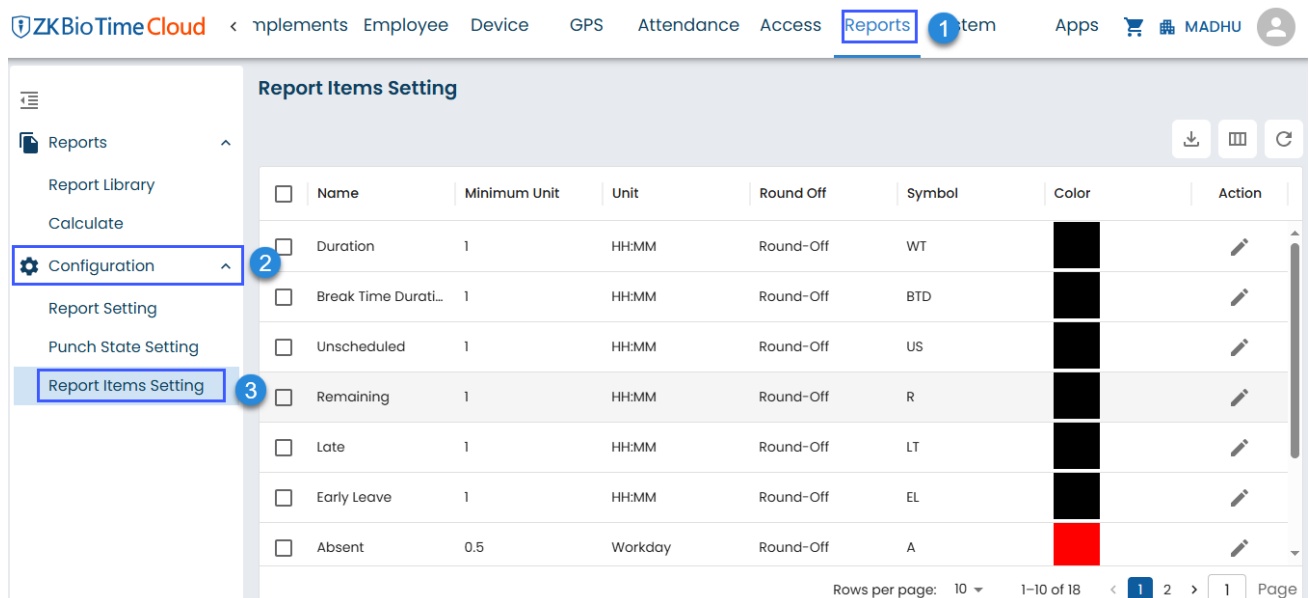 ZKBioTime Cloud < mplements Employee Device GPS Attendance Access Reports 1 tem Apps MADHU
Report Items Setting
Reports
Report Library
Calculate
Configuration
2
Report Setting
Punch State Setting
Report Items Setting
3
Name Minimum Unit Unit Round Off Symbol Color Action
Duration 1 HH:MM Round-Off WT
Break Time Durati... 1 HH:MM Round-Off BTD
Unscheduled 1 HH:MM Round-Off US
Remaining 1 HH:MM Round-Off R
Late 1 HH:MM Round-Off LT
Early Leave 1 HH:MM Round-Off EL
Absent 0.5 Workday Round-Off A
Rows per page: 10 1-10 of 18 < 1 2 > 1 Page